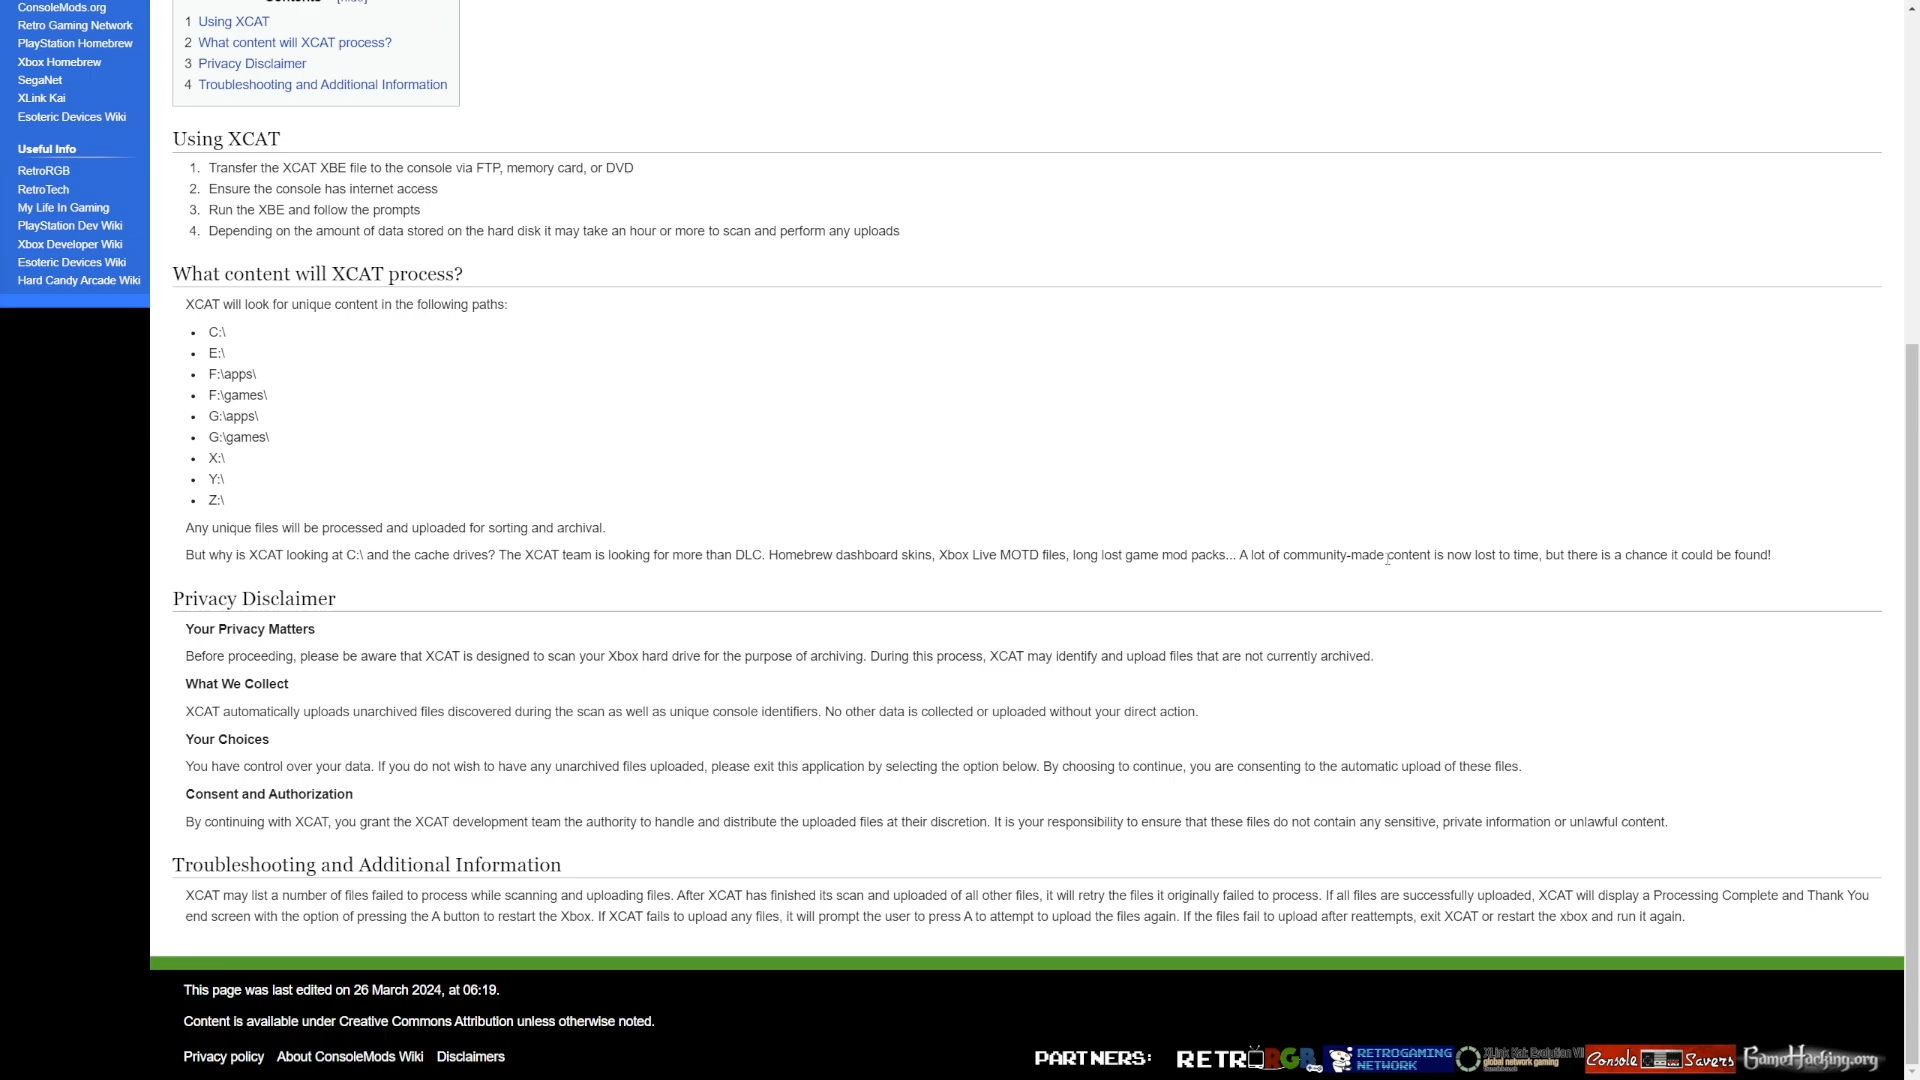 ConsoleMods.org
Retro Gaming Network
PlayStation Homebrew
Xbox Homebrew
SegaNet
XLink Kai
Esoteric Devices Wiki
Useful Info
RetroRGB
RetroTech
My Life In Gaming
PlayStation Dev Wiki
Xbox Developer Wiki
Esoteric Devices Wiki
Hard Candy Arcade Wiki
Contents [hide]
1 Using XCAT
2 What content will XCAT process?
3 Privacy Disclaimer
4 Troubleshooting and Additional Information
Using XCAT
1. Transfer the XCAT XBE file to the console via FTP, memory card, or DVD
2. Ensure the console has internet access
3. Run the XBE and follow the prompts
4. Depending on the amount of data stored on the hard disk it may take an hour or more to scan and perform any uploads
What content will XCAT process?
XCAT will look for unique content in the following paths:
• C:\
• E:\
• F:\apps\
• F:\games\
• G:\apps\
• G:\games\
• X:\
• Y:\
• Z:\
Any unique files will be processed and uploaded for sorting and archival.
But why is XCAT looking at C:\ and the cache drives? The XCAT team is looking for more than DLC. Homebrew dashboard skins, Xbox Live MOTD files, long lost game mod packs... A lot of community-made content is now lost to time, but there is a chance it could be found!
Privacy Disclaimer
Your Privacy Matters
Before proceeding, please be aware that XCAT is designed to scan your Xbox hard drive for the purpose of archiving. During this process, XCAT may identify and upload files that are not currently archived.
What We Collect
XCAT automatically uploads unarchived files discovered during the scan as well as unique console identifiers. No other data is collected or uploaded without your direct action.
Your Choices
You have control over your data. If you do not wish to have any unarchived files uploaded, please exit this application by selecting the option below. By choosing to continue, you are consenting to the automatic upload of these files.
Consent and Authorization
By continuing with XCAT, you grant the XCAT development team the authority to handle and distribute the uploaded files at their discretion. It is your responsibility to ensure that these files do not contain any sensitive, private information or unlawful content.
Troubleshooting and Additional Information
XCAT may list a number of files failed to process while scanning and uploading files. After XCAT has finished its scan and uploaded of all other files, it will retry the files it originally failed to process. If all files are successfully uploaded, XCAT will display a Processing Complete and Thank You
end screen with the option of pressing the A button to restart the Xbox. If XCAT fails to upload any files, it will prompt the user to press A to attempt to upload the files again. If the files fail to upload after reattempts, exit XCAT or restart the xbox and run it again.
This page was last edited on 26 March 2024, at 06:19.
Content is available under Creative Commons Attribution unless otherwise noted.
Privacy policy About ConsoleMods Wiki Disclaimers
PARTNERS: RETRORGB RETROGAMING NETWORK XLink Kai: Evolution VII global network gaming Console Savers GameHacking.org